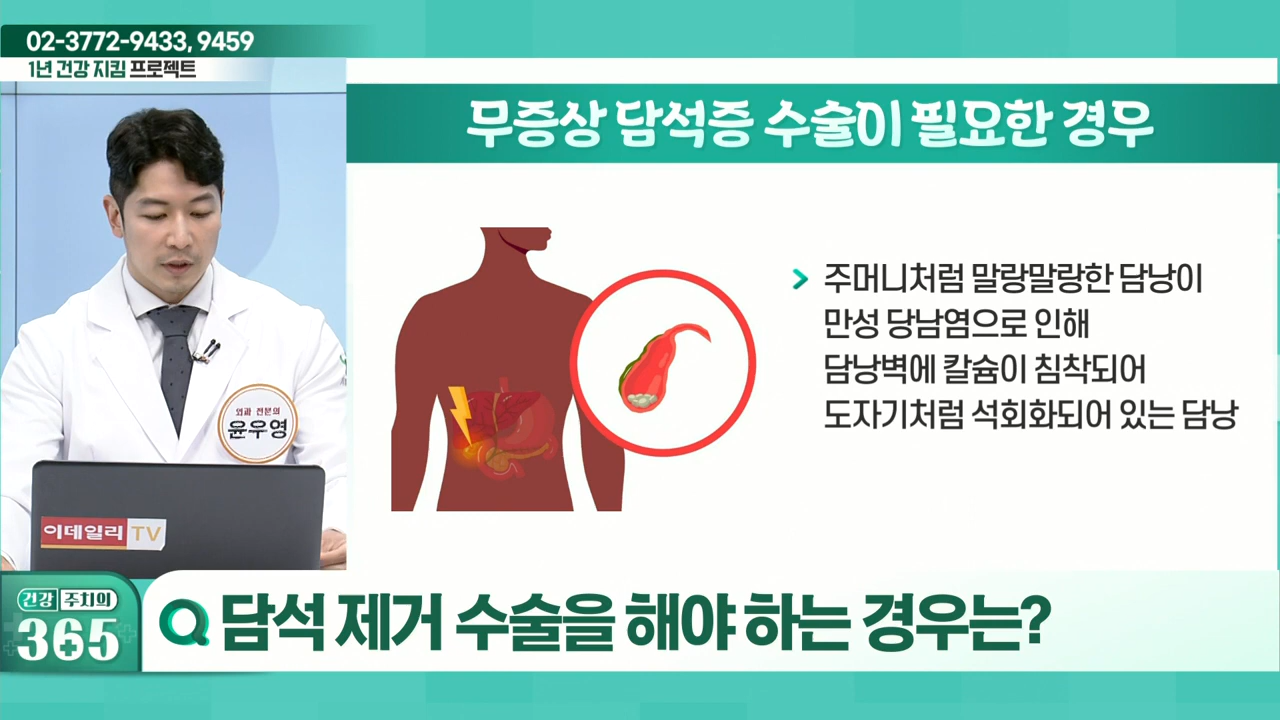 02-3772-9433, 9459
1년 건강 지킴 프로젝트
무증상 담석증 수술이 필요한 경우
주머니처럼 말랑말랑한 담낭이
만성 당남염으로 인해
담낭벽에 칼슘이 침착되어
도자기처럼 석회화되어 있는 담낭
외과 전문의
윤우영
이데일리 TV
건강 주치의
365
Q 담석 제거 수술을 해야 하는 경우는?